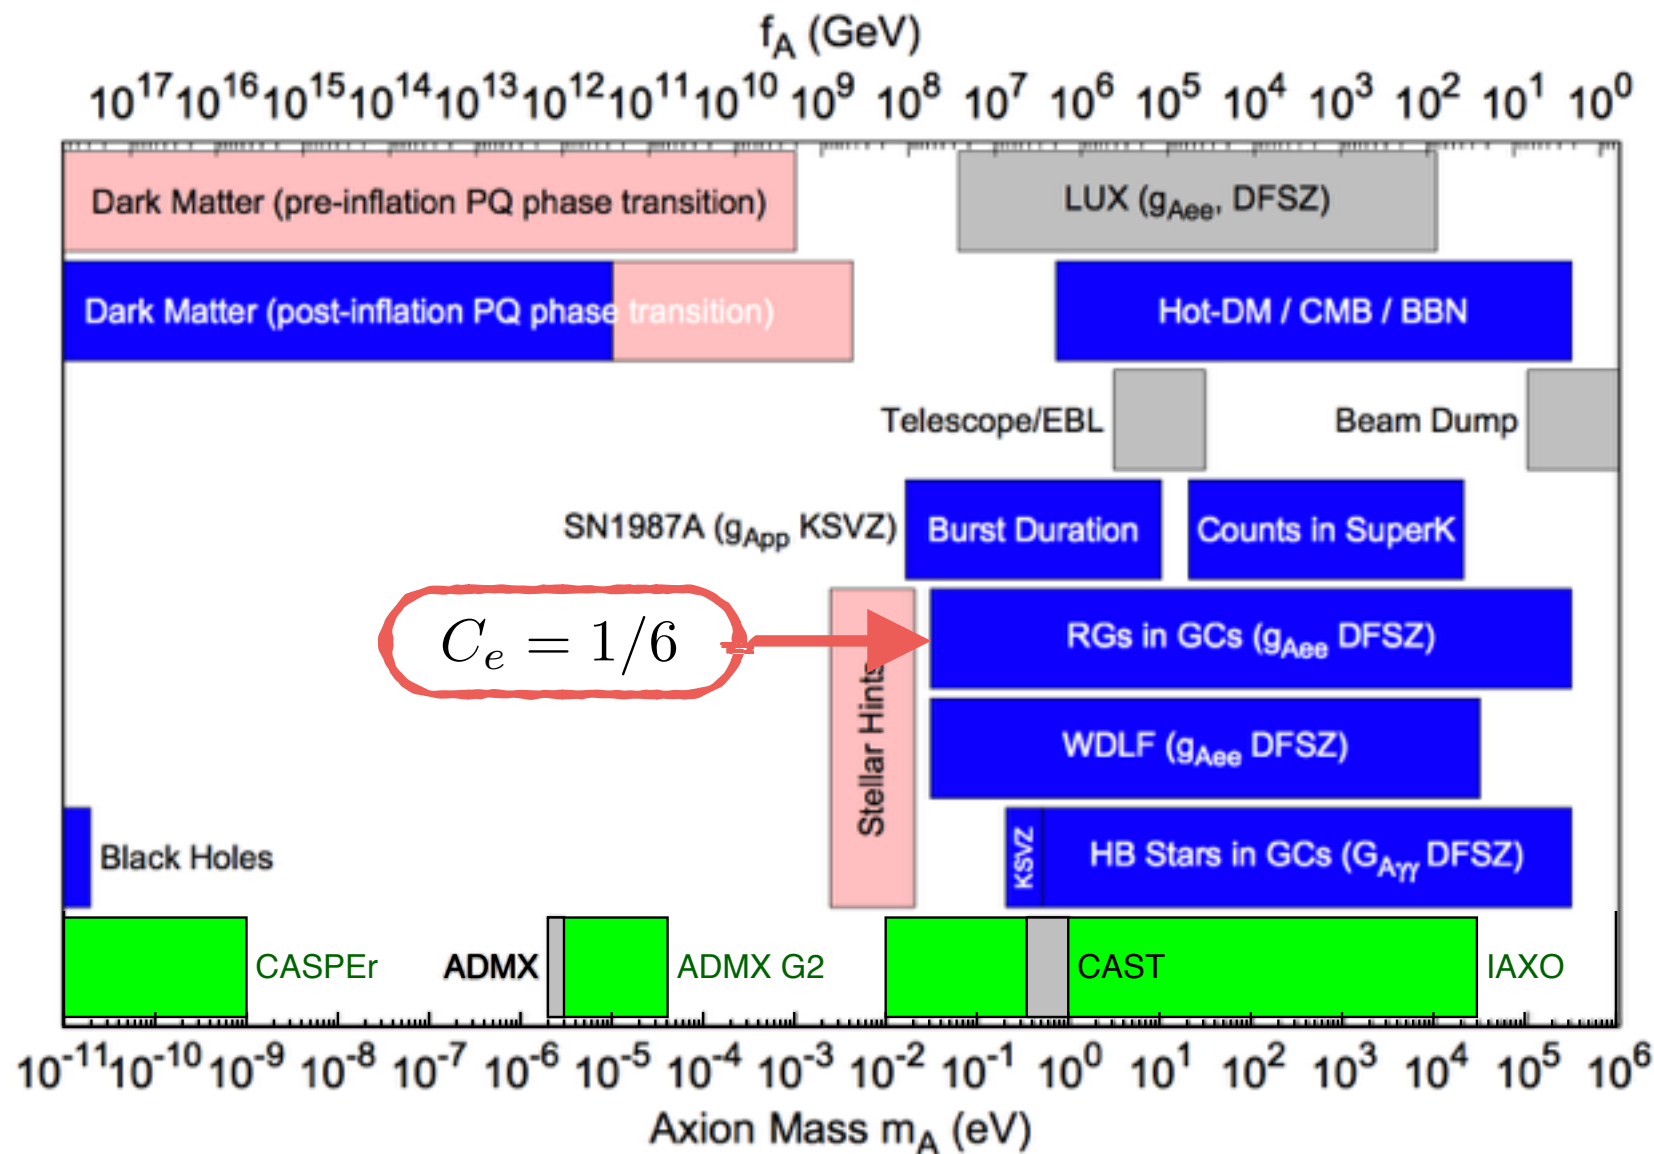 f_A (GeV)
10^17 10^16 10^15 10^14 10^13 10^12 10^11 10^10 10^9 10^8 10^7 10^6 10^5 10^4 10^3 10^2 10^1 10^0
Dark Matter (pre-inflation PQ phase transition)
LUX (g_Aee, DFSZ)
Dark Matter (post-inflation PQ phase transition)
Hot-DM / CMB / BBN
Telescope/EBL
Beam Dump
SN1987A (g_App KSVZ)
Burst Duration
Counts in SuperK
C_e = 1/6
Stellar Hints
RGs in GCs (g_Aee DFSZ)
WDLF (g_Aee DFSZ)
Black Holes
KSVZ
HB Stars in GCs (G_Aγγ DFSZ)
CASPEr
ADMX
ADMX G2
CAST
IAXO
10^-11 10^-10 10^-9 10^-8 10^-7 10^-6 10^-5 10^-4 10^-3 10^-2 10^-1 10^0 10^1 10^2 10^3 10^4 10^5 10^6
Axion Mass m_A (eV)